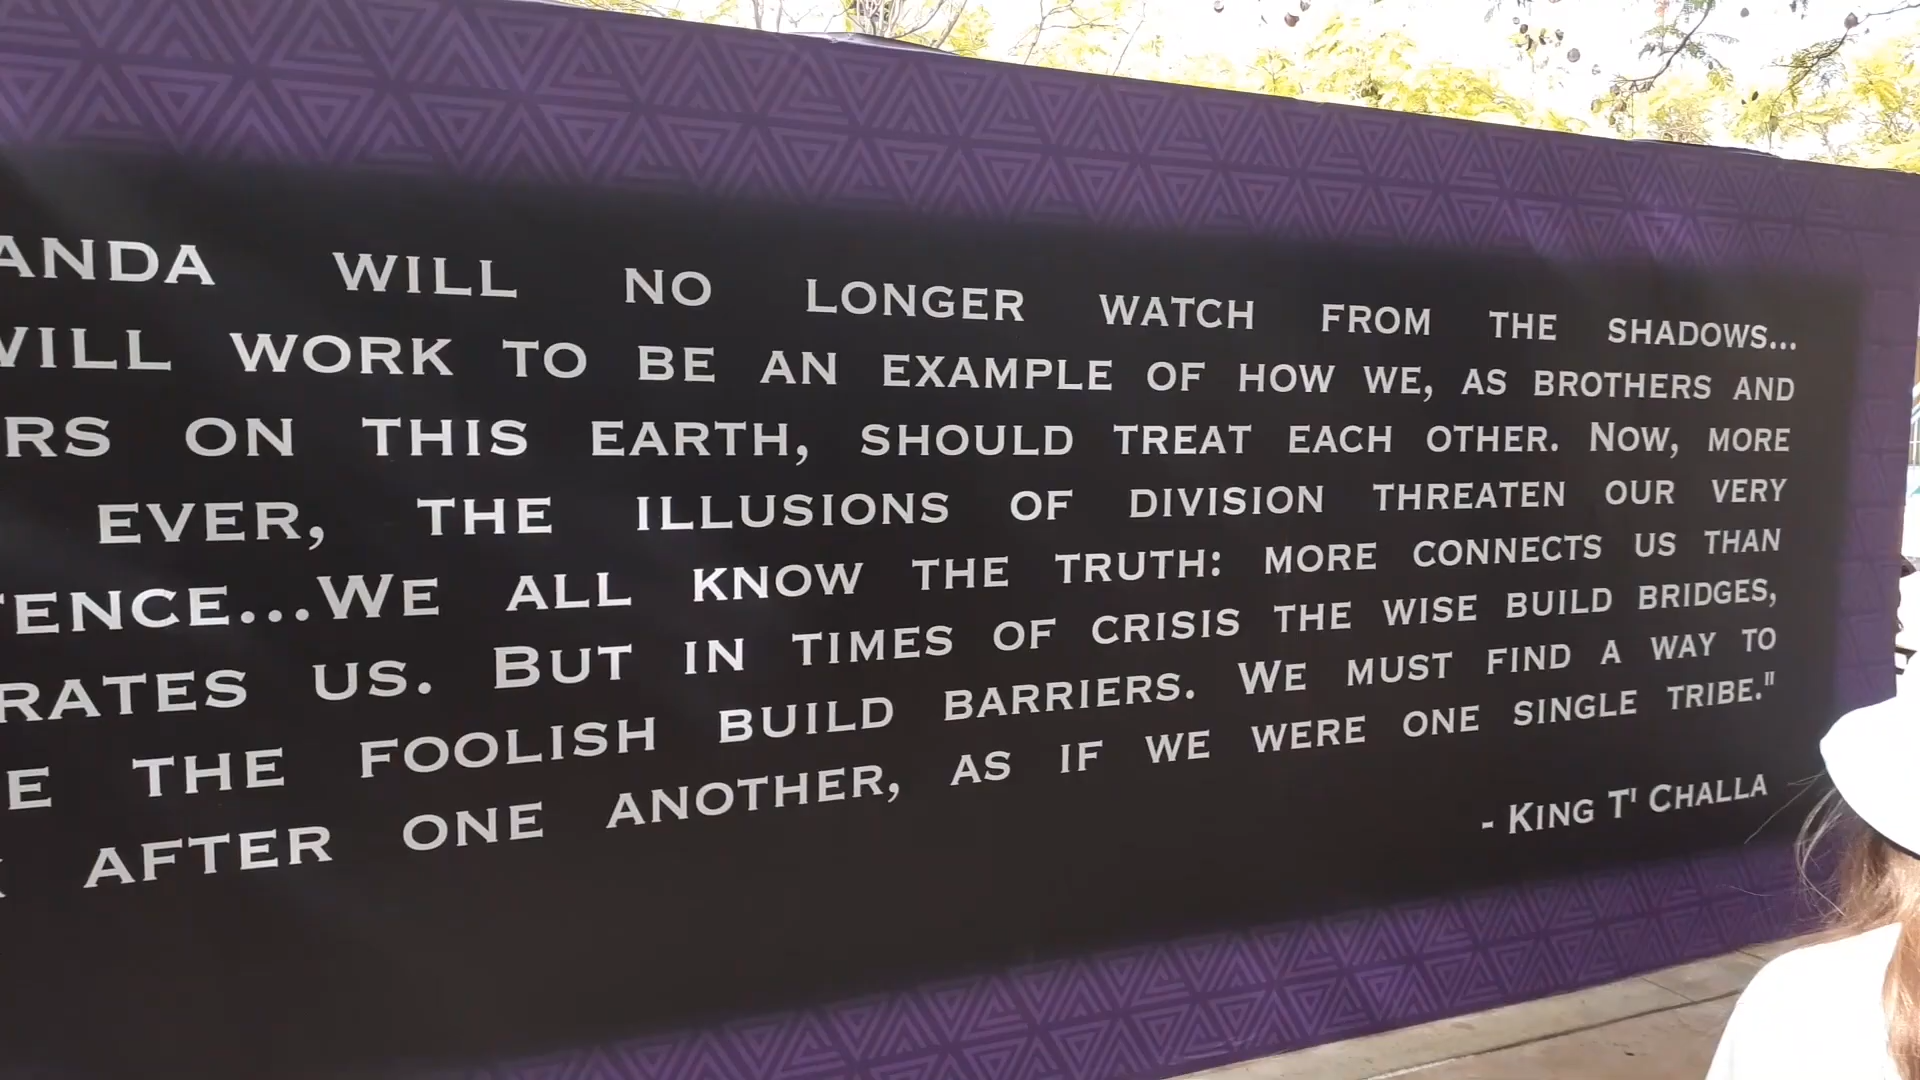 ANDA WILL NO LONGER WATCH FROM THE SHADOWS...
WILL WORK TO BE AN EXAMPLE OF HOW WE, AS BROTHERS AND
RS ON THIS EARTH, SHOULD TREAT EACH OTHER. NOW, MORE
EVER, THE ILLUSIONS OF DIVISION THREATEN OUR VERY
TENCE...WE ALL KNOW THE TRUTH: MORE CONNECTS US THAN
RATES US. BUT IN TIMES OF CRISIS THE WISE BUILD BRIDGES,
E THE FOOLISH BUILD BARRIERS. WE MUST FIND A WAY TO
AFTER ONE ANOTHER, AS IF WE WERE ONE SINGLE TRIBE."
- KING T' CHALLA